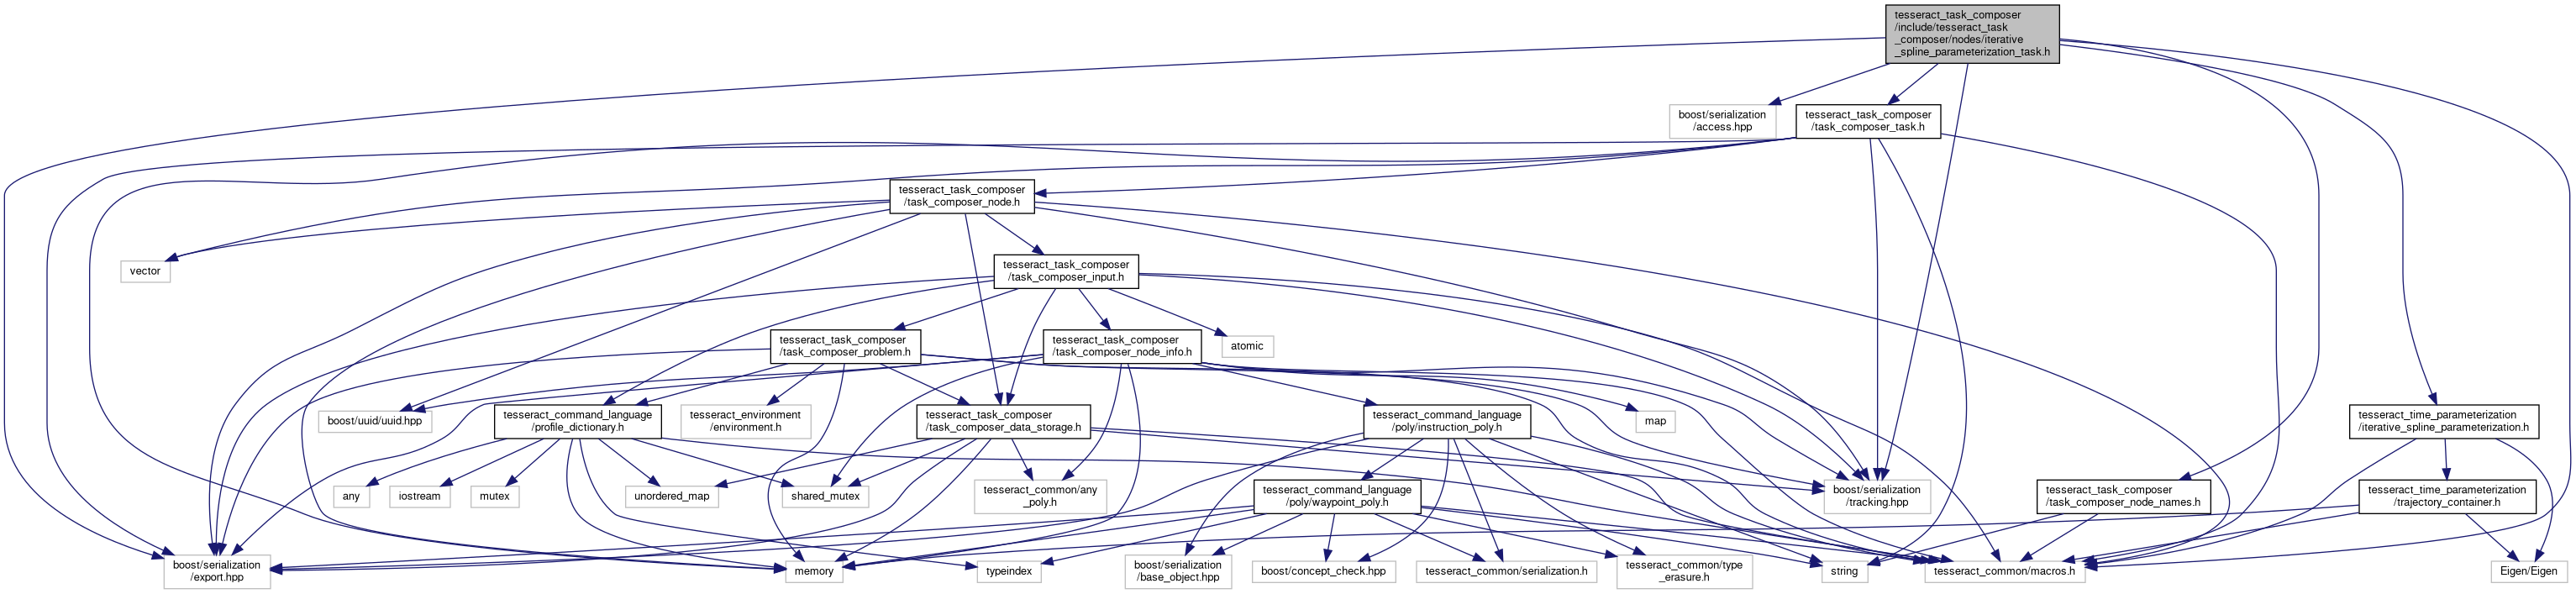 tesseract_task_composer
/include/tesseract_task
_composer/nodes/iterative
_spline_parameterization_task.h
boost/serialization
/access.hpp
tesseract_task_composer
/task_composer_task.h
tesseract_task_composer
/task_composer_node.h
vector
tesseract_task_composer
/task_composer_input.h
tesseract_task_composer
/task_composer_problem.h
tesseract_task_composer
/task_composer_node_info.h
atomic
boost/uuid/uuid.hpp
tesseract_command_language
/profile_dictionary.h
tesseract_environment
/environment.h
tesseract_task_composer
/task_composer_data_storage.h
tesseract_command_language
/poly/instruction_poly.h
map
tesseract_time_parameterization
/iterative_spline_parameterization.h
any
iostream
mutex
unordered_map
shared_mutex
tesseract_common/any
_poly.h
tesseract_command_language
/poly/waypoint_poly.h
boost/serialization
/tracking.hpp
tesseract_task_composer
/task_composer_node_names.h
tesseract_time_parameterization
/trajectory_container.h
boost/serialization
/export.hpp
memory
typeindex
boost/serialization
/base_object.hpp
boost/concept_check.hpp
tesseract_common/serialization.h
tesseract_common/type
_erasure.h
string
tesseract_common/macros.h
Eigen/Eigen